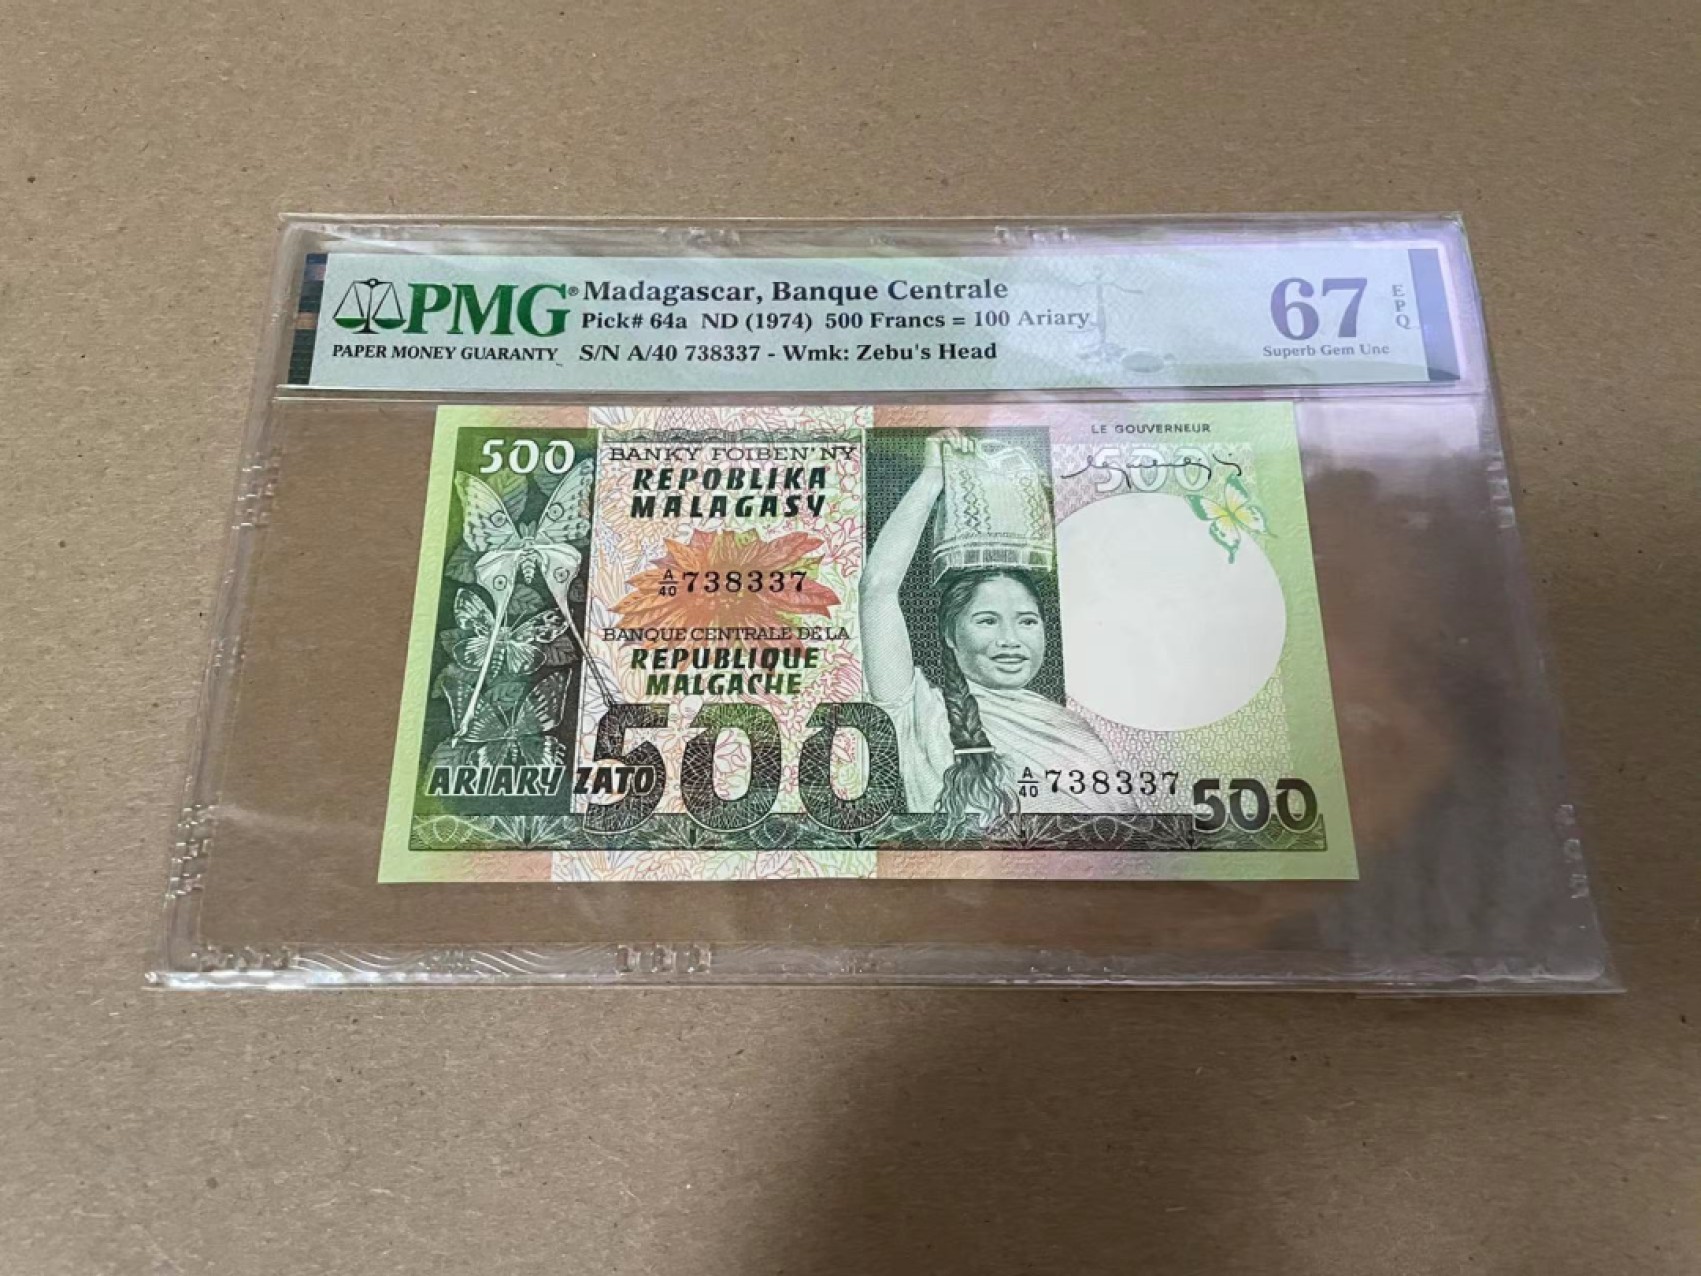 PMG® Madagascar, Banque Centrale
Pick# 64a ND (1974) 500 Francs = 100 Ariary
PAPER MONEY GUARANTY S/N A/40 738337 - Wmk: Zebu's Head
67 EPQ
Superb Gem Unc
500
BANKY FOIBEN'NY
REPOBLIKA
MALAGASY
A/40 738337
BANQUE CENTRALE DE LA
REPUBLIQUE
MALGACHE
500
ARIARY ZATO
LE GOUVERNEUR
500
A/40 738337
500